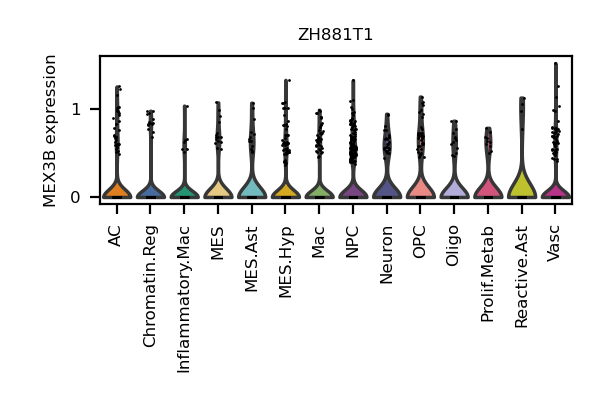 ZH881T1
MEX3B expression
1
0
AC
Chromatin.Reg
Inflammatory.Mac
MES
MES.Ast
MES.Hyp
Mac
NPC
Neuron
OPC
Oligo
Prolif.Metab
Reactive.Ast
Vasc